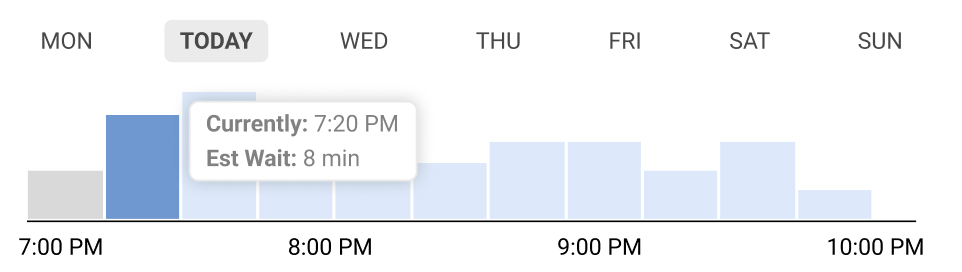 MON TODAY WED THU FRI SAT SUN
Currently: 7:20 PM
Est Wait: 8 min
7:00 PM 8:00 PM 9:00 PM 10:00 PM